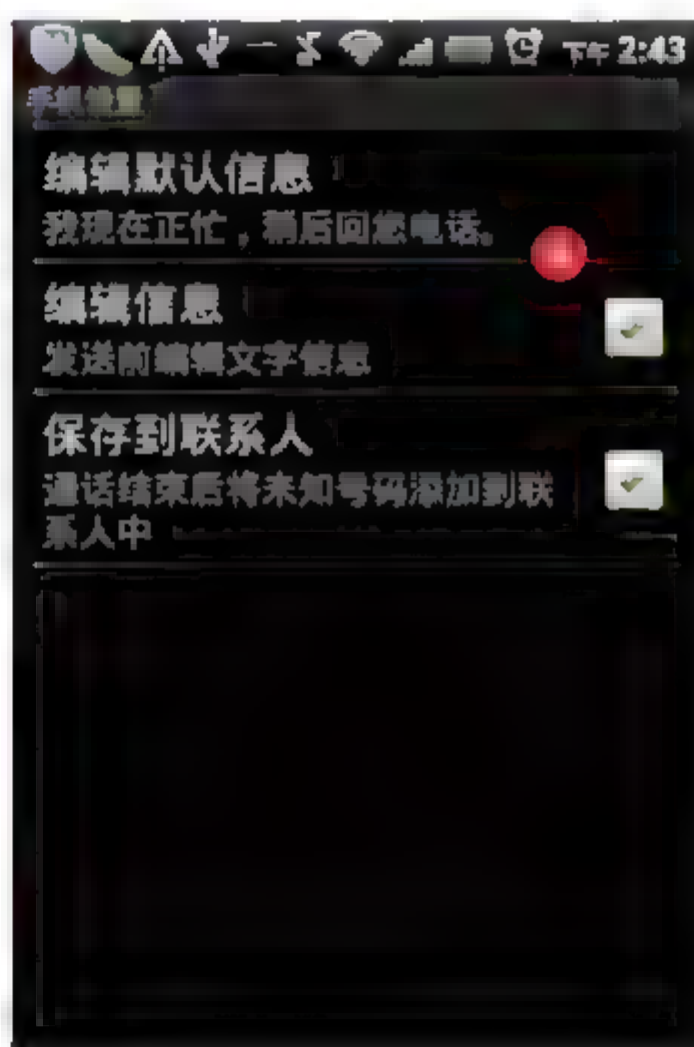 下午 2:43
编辑默认信息
我现在正忙，稍后回您电话。
编辑信息
发送前编辑文字信息
保存到联系人
通话结束后将未知号码添加到联
系人中